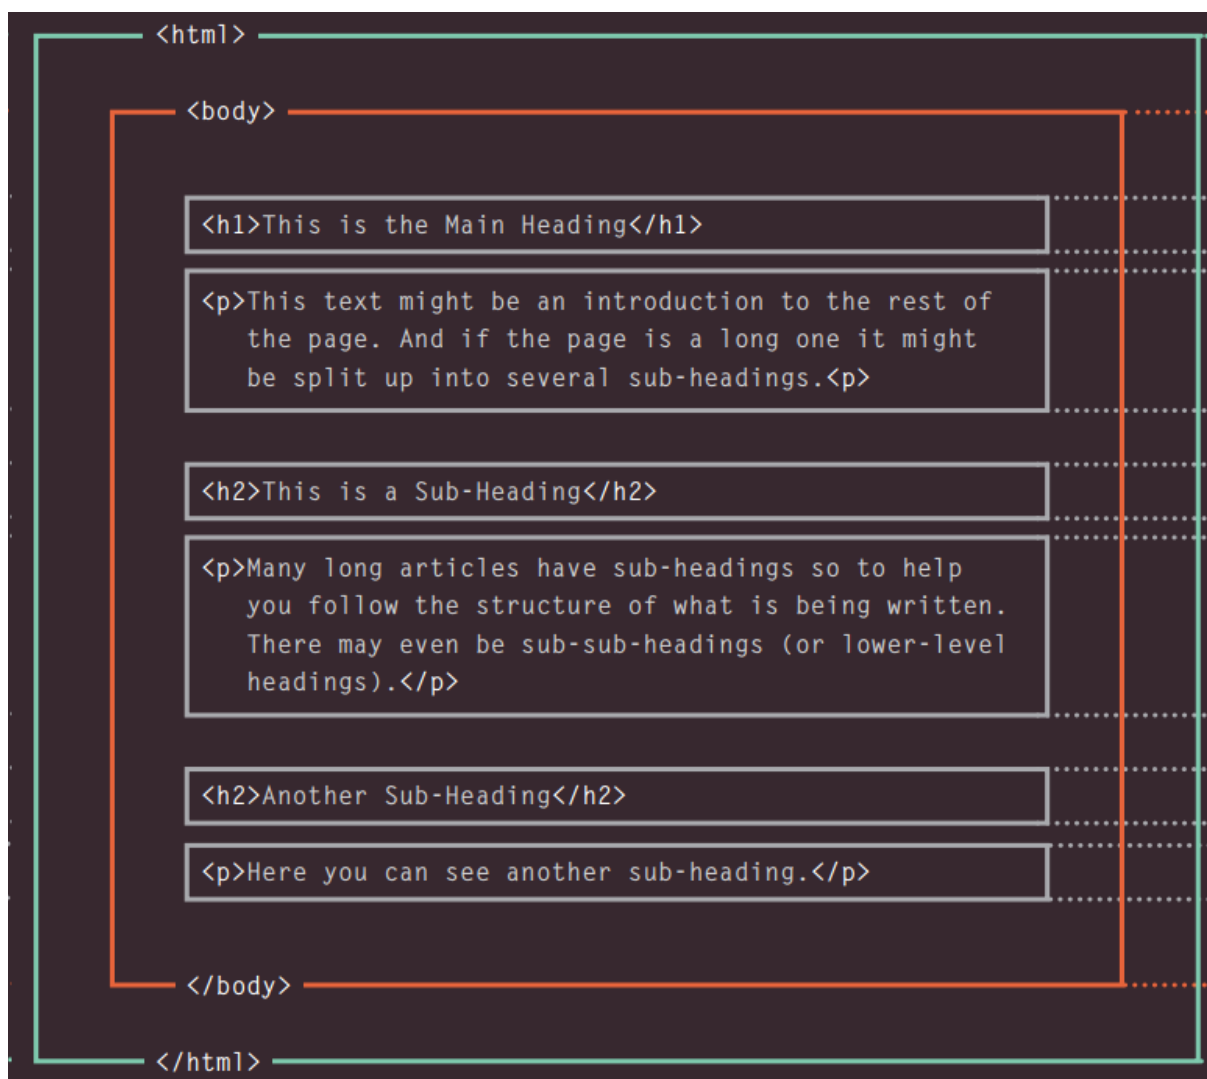 <html>
<body>
<h1>This is the Main Heading</h1>
<p>This text might be an introduction to the rest of
the page. And if the page is a long one it might
be split up into several sub-headings.<p>
<h2>This is a Sub-Heading</h2>
<p>Many long articles have sub-headings so to help
you follow the structure of what is being written.
There may even be sub-sub-headings (or lower-level
headings).</p>
<h2>Another Sub-Heading</h2>
<p>Here you can see another sub-heading.</p>
</body>
</html>